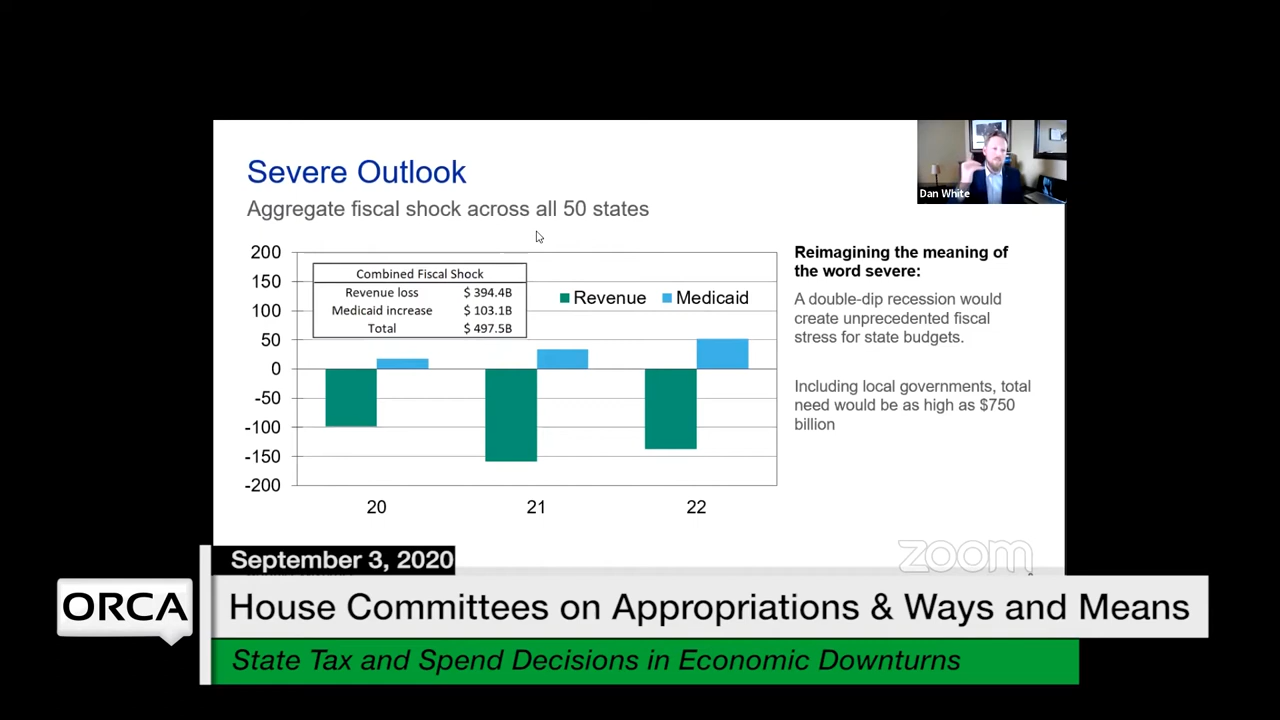 Severe Outlook
Aggregate fiscal shock across all 50 states
Dan White
200
150
100
50
0
-50
-100
-150
-200
Combined Fiscal Shock
Revenue loss $ 394.4B
Medicaid increase $ 103.1B
Total $ 497.5B
Revenue Medicaid
20 21 22
Reimagining the meaning of
the word severe:
A double-dip recession would
create unprecedented fiscal
stress for state budgets.
Including local governments, total
need would be as high as $750
billion
zoom
September 3, 2020
ORCA
House Committees on Appropriations & Ways and Means
State Tax and Spend Decisions in Economic Downturns